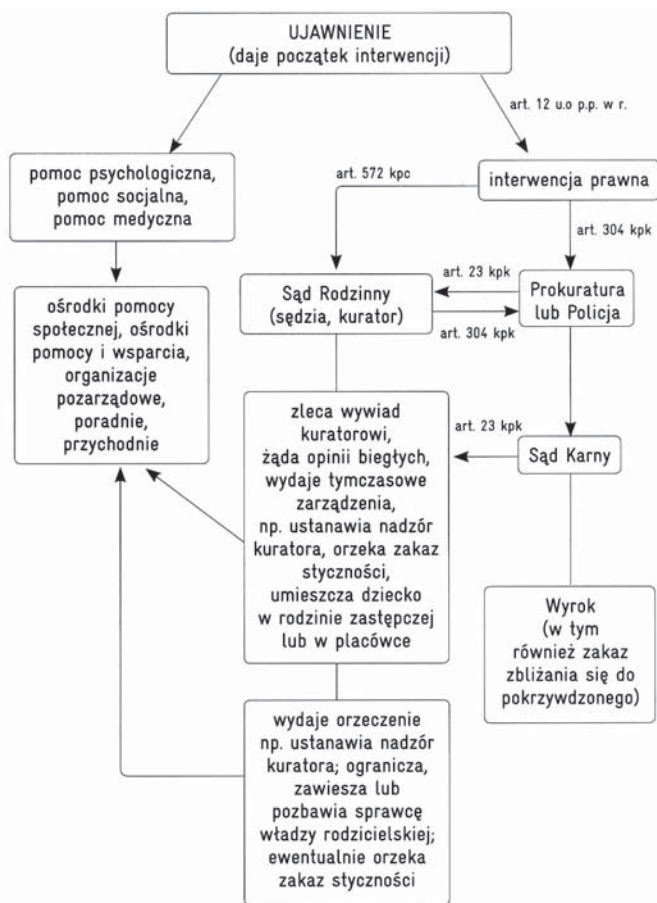 UJAWNIENIE
(daje początek interwencji)
art. 12 u.o p.p. w r.
pomoc psychologiczna,
pomoc socjalna,
pomoc medyczna
art. 572 kpc
interwencja prawna
art. 304 kpk
ośrodki pomocy
społecznej, ośrodki
pomocy i wsparcia,
organizacje
pozarządowe,
poradnie,
przychodnie
Sąd Rodzinny
(sędzia, kurator)
art. 23 kpk
art. 304 kpk
Prokuratura
lub Policja
zleca wywiad
kuratorowi,
żąda opinii biegłych,
wydaje tymczasowe
zarządzenia,
np. ustanawia nadzór
kuratora, orzeka zakaz
styczności,
umieszcza dziecko
w rodzinie zastępczej
lub w placówce
art. 23 kpk
Sąd Karny
Wyrok
(w tym
również zakaz
zbliżania się do
pokrzywdzonego)
wydaje orzeczenie
np. ustanawia nadzór
kuratora; ogranicza,
zawiesza lub
pozbawia sprawcę
władzy rodzicielskiej;
ewentualnie orzeka
zakaz styczności